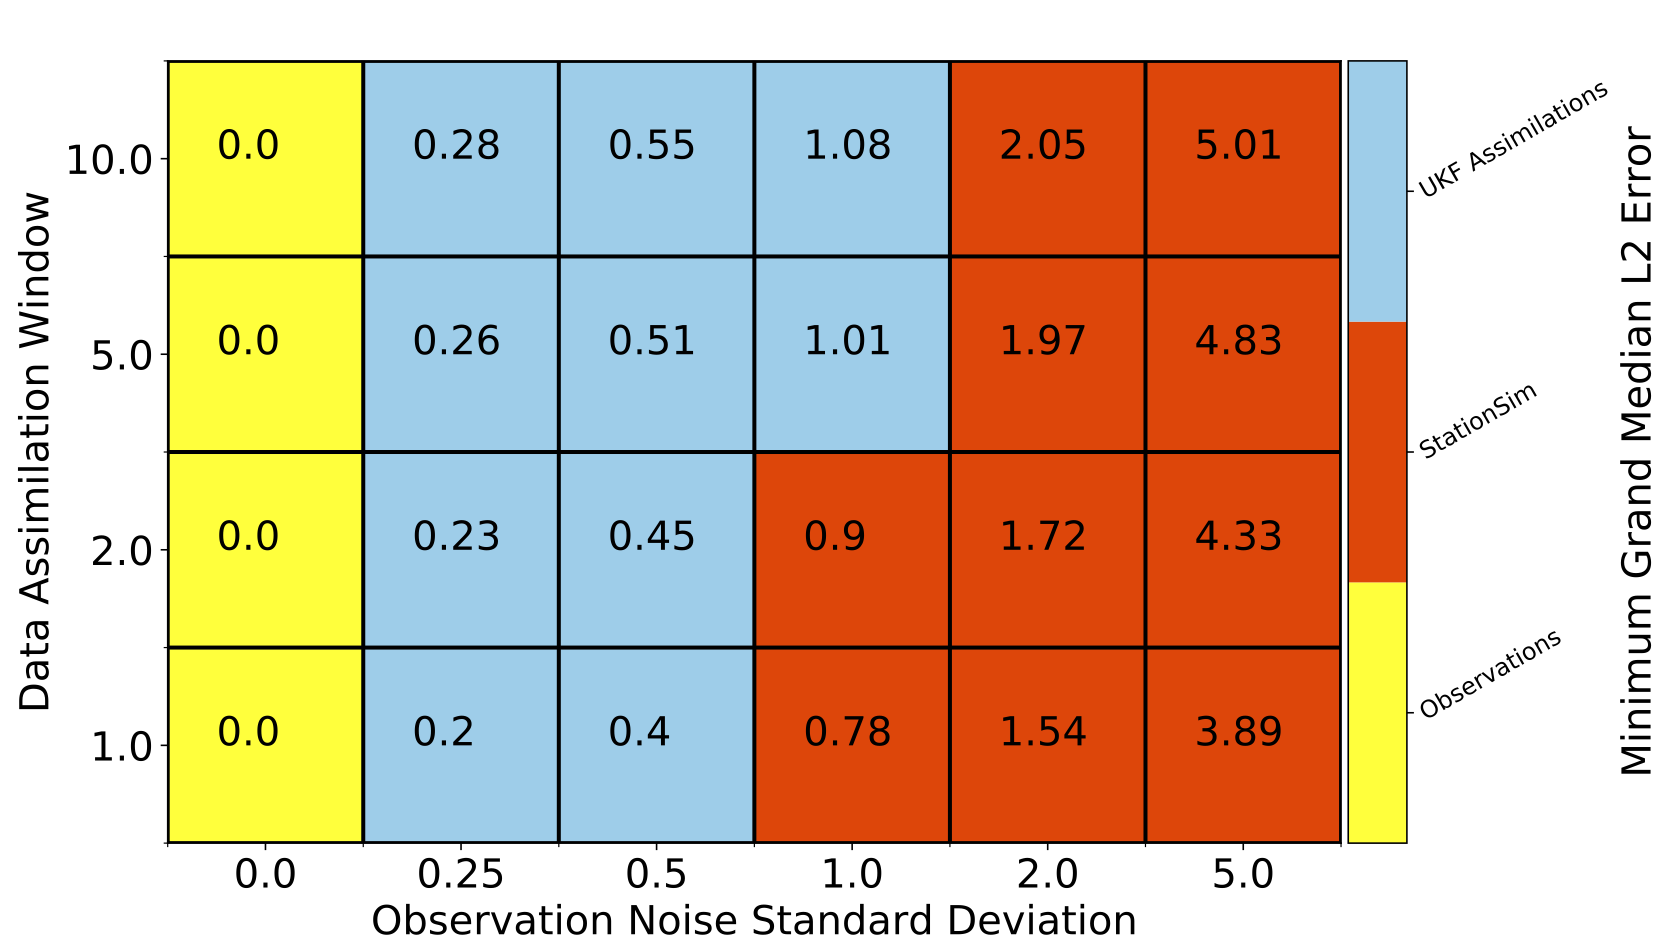 Data Assimilation Window
10.0
0.0 0.28 0.55 1.08 2.05 5.01
5.0
0.0 0.26 0.51 1.01 1.97 4.83
2.0
0.0 0.23 0.45 0.9 1.72 4.33
1.0
0.0 0.2 0.4 0.78 1.54 3.89
0.0 0.25 0.5 1.0 2.0 5.0
Observation Noise Standard Deviation
UKF Assimilations
StationSim
Observations
Minimum Grand Median L2 Error